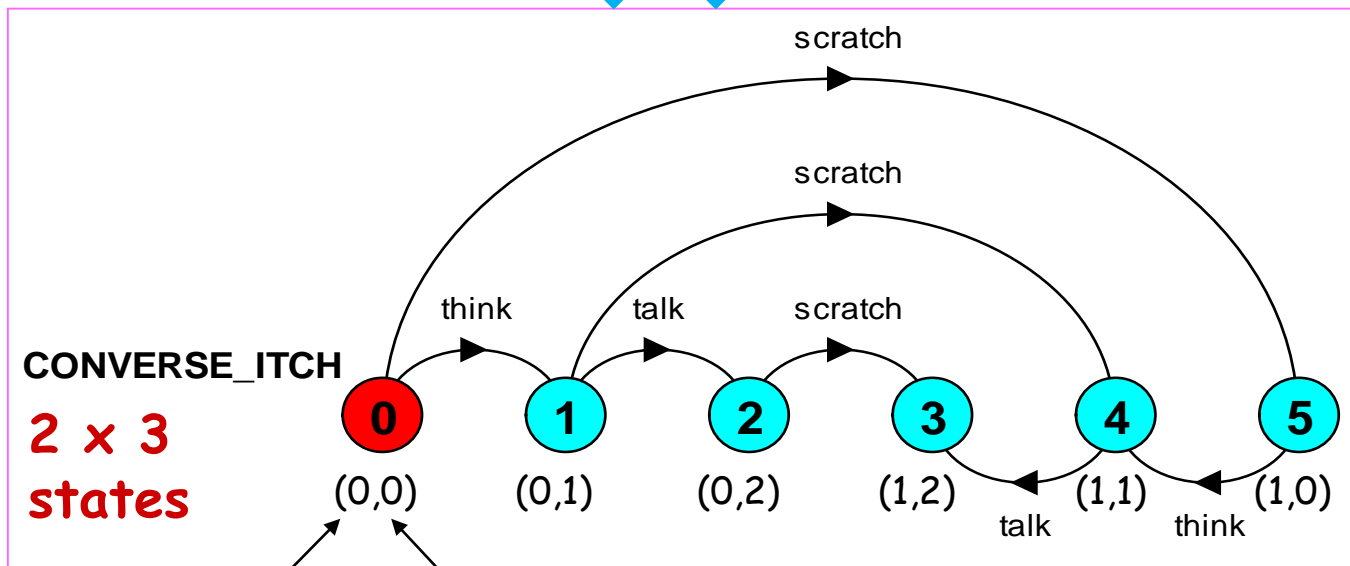 scratch
scratch
think talk scratch
CONVERSE_ITCH
0 1 2 3 4 5
2 x 3
states
(0,0) (0,1) (0,2) (1,2) (1,1) (1,0)
talk think